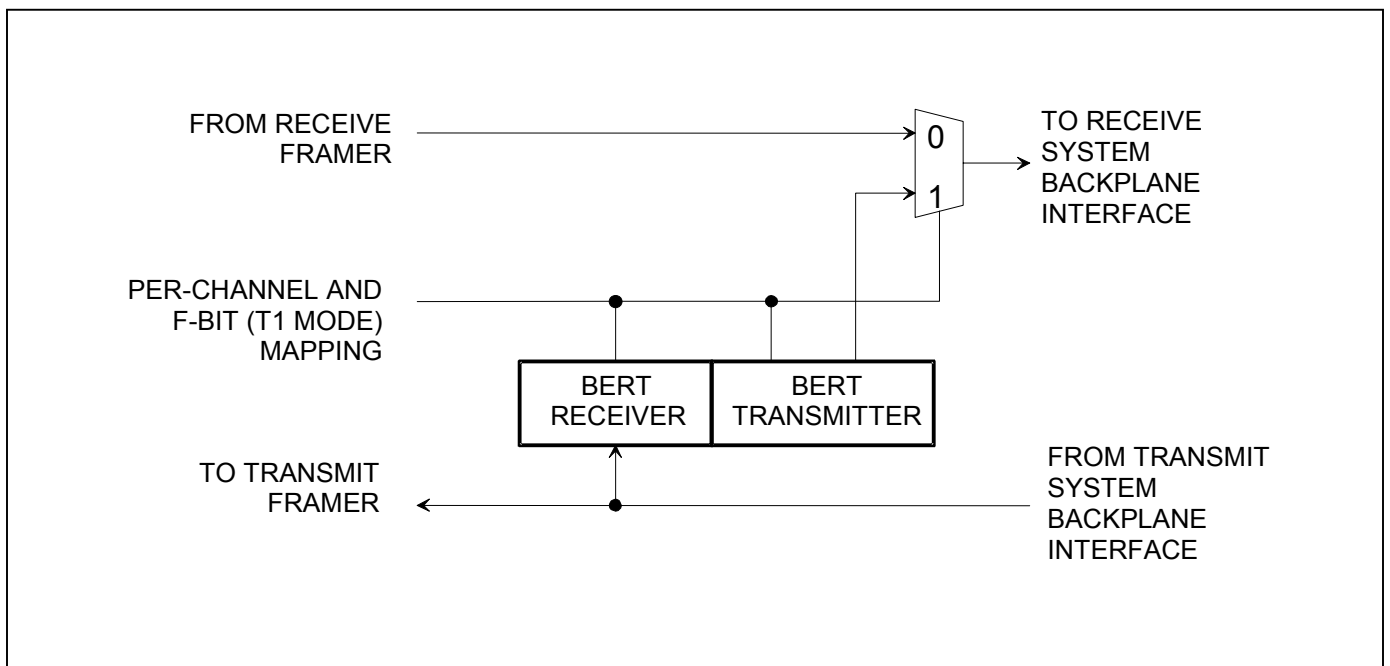 FROM RECEIVE
FRAMER
0
1
TO RECEIVE
SYSTEM
BACKPLANE
INTERFACE
PER-CHANNEL AND
F-BIT (T1 MODE)
MAPPING
BERT
RECEIVER
BERT
TRANSMITTER
TO TRANSMIT
FRAMER
FROM TRANSMIT
SYSTEM
BACKPLANE
INTERFACE